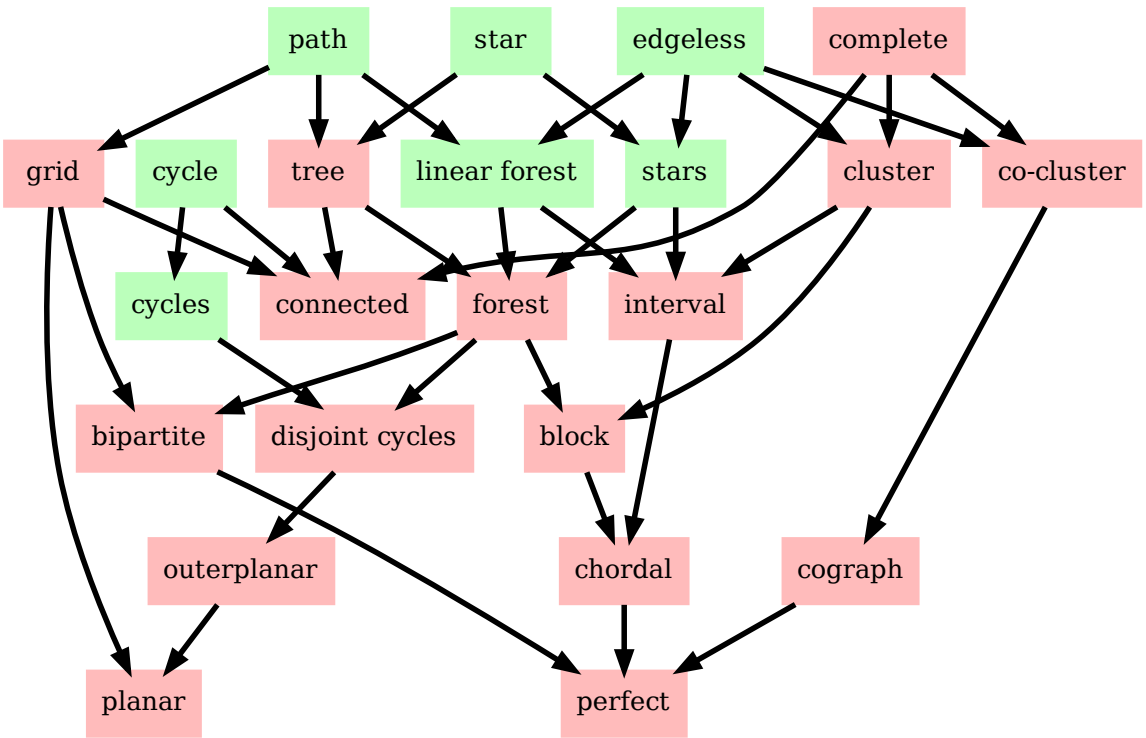 path
star
edgeless
complete
grid
cycle
tree
linear forest
stars
cluster
co-cluster
cycles
connected
forest
interval
bipartite
disjoint cycles
block
outerplanar
chordal
cograph
planar
perfect